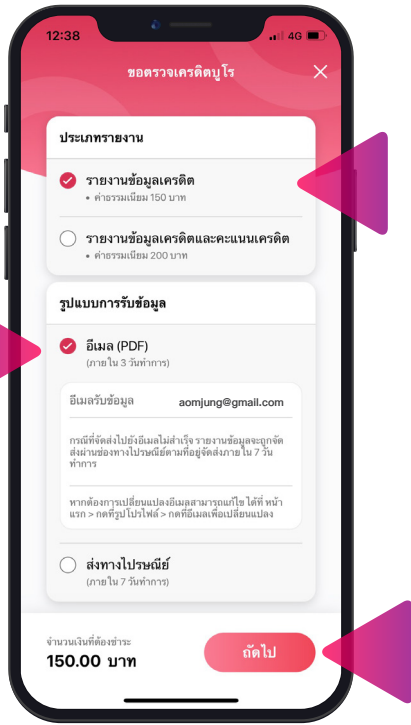 12:38
4G
ขอตรวจเครดิตบูโร
ประเภทรายงาน
รายงานข้อมูลเครดิต
• ค่าธรรมเนียม 150 บาท
รายงานข้อมูลเครดิตและคะแนนเครดิต
• ค่าธรรมเนียม 200 บาท
รูปแบบการรับข้อมูล
อีเมล (PDF)
(ภายใน 3 วันทำการ)
อีเมลรับข้อมูล aomjung@gmail.com
กรณีที่จัดส่งไปยังอีเมลไม่สำเร็จ รายงานข้อมูลจะถูกจัด
ส่งผ่านช่องทางไปรษณีย์ตามที่อยู่จัดส่งภายใน 7 วัน
ทำการ
หากต้องการเปลี่ยนแปลงอีเมลสามารถแก้ไข ได้ที่ หน้า
แรก > กดที่รูปโปรไฟล์ > กดที่อีเมลเพื่อเปลี่ยนแปลง
ส่งทางไปรษณีย์
(ภายใน 7 วันทำการ)
จำนวนเงินที่ต้องชำระ
150.00 บาท
ถัดไป